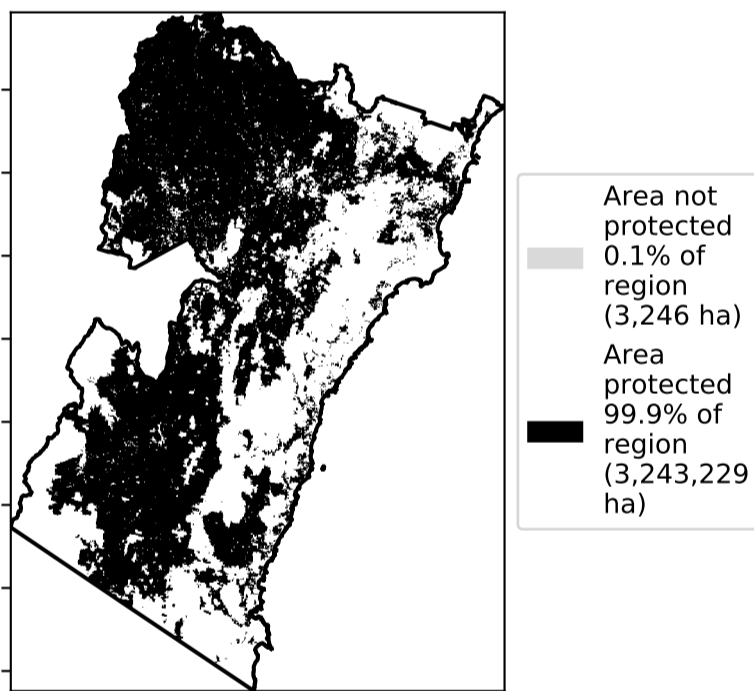 Area not
protected
0.1% of
region
(3,246 ha)
Area
protected
99.9% of
region
(3,243,229
ha)